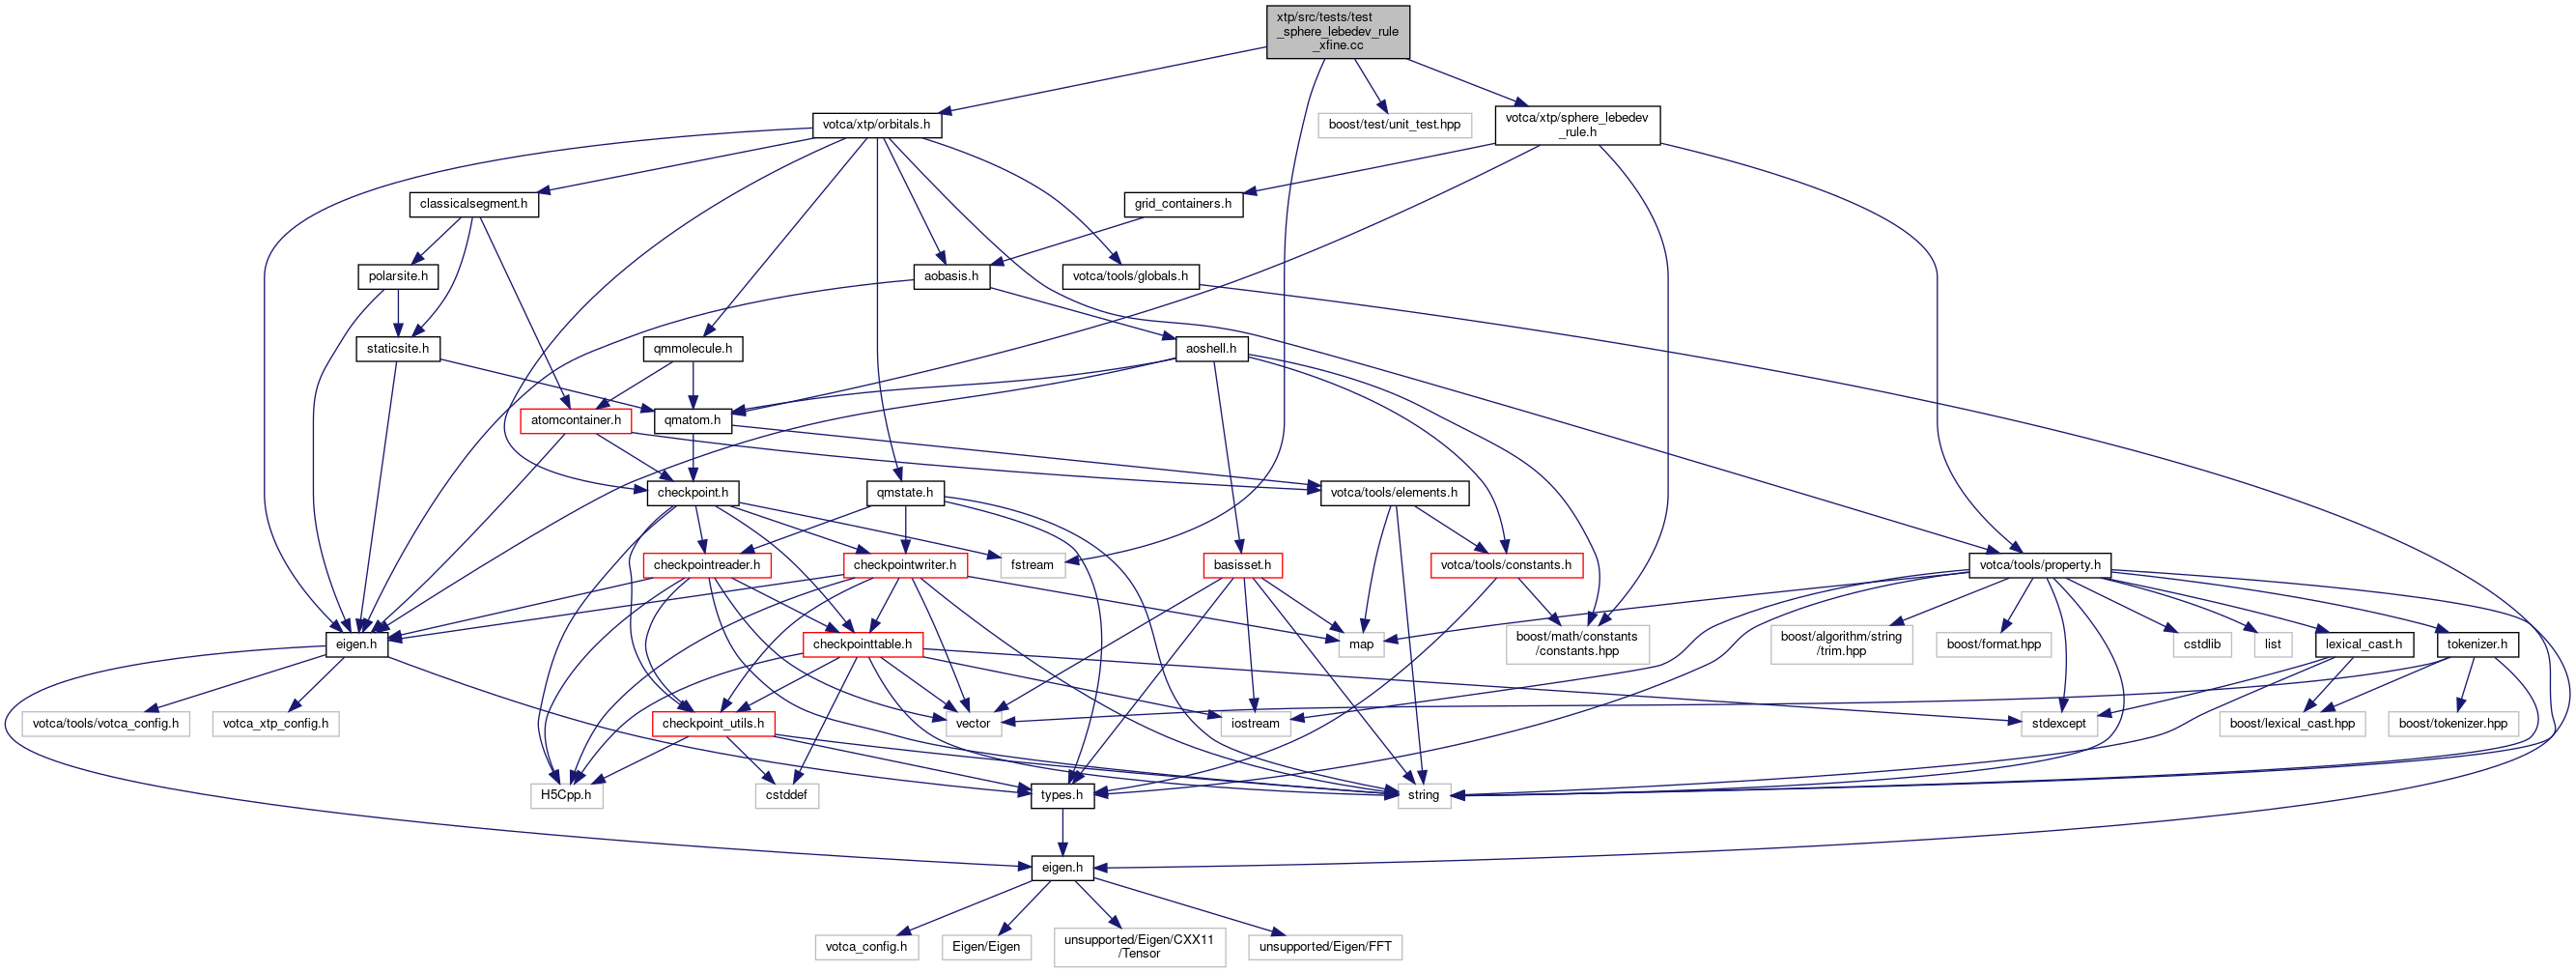 xtp/src/tests/test
_sphere_lebedev_rule
_xfine.cc
votca/xtp/orbitals.h
boost/test/unit_test.hpp
votca/xtp/sphere_lebedev
_rule.h
classicalsegment.h
grid_containers.h
polarsite.h
aobasis.h
votca/tools/globals.h
staticsite.h
qmmolecule.h
aoshell.h
atomcontainer.h
qmatom.h
checkpoint.h
qmstate.h
votca/tools/elements.h
checkpointreader.h
checkpointwriter.h
fstream
basisset.h
votca/tools/constants.h
votca/tools/property.h
eigen.h
checkpointtable.h
map
boost/math/constants
/constants.hpp
boost/algorithm/string
/trim.hpp
boost/format.hpp
cstdlib
list
lexical_cast.h
tokenizer.h
votca/tools/votca_config.h
votca_xtp_config.h
checkpoint_utils.h
vector
iostream
stdexcept
boost/lexical_cast.hpp
boost/tokenizer.hpp
H5Cpp.h
cstddef
types.h
string
eigen.h
votca_config.h
Eigen/Eigen
unsupported/Eigen/CXX11
/Tensor
unsupported/Eigen/FFT